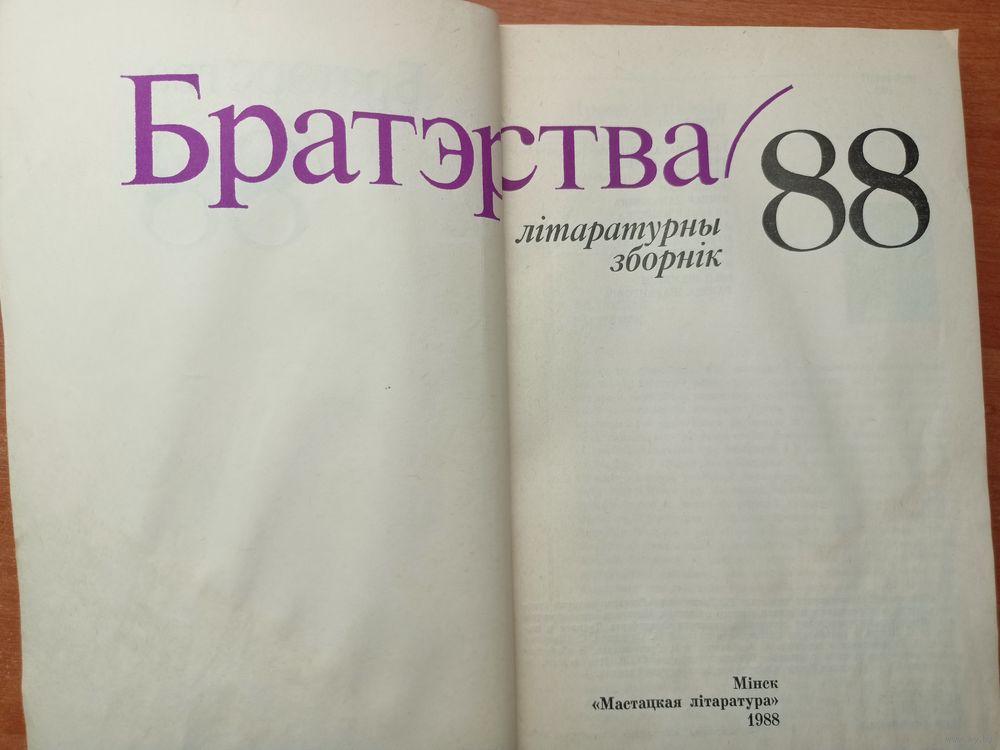 Братэрства/88
літаратурны
зборнік
Мінск
«Мастацкая літаратура»
1988